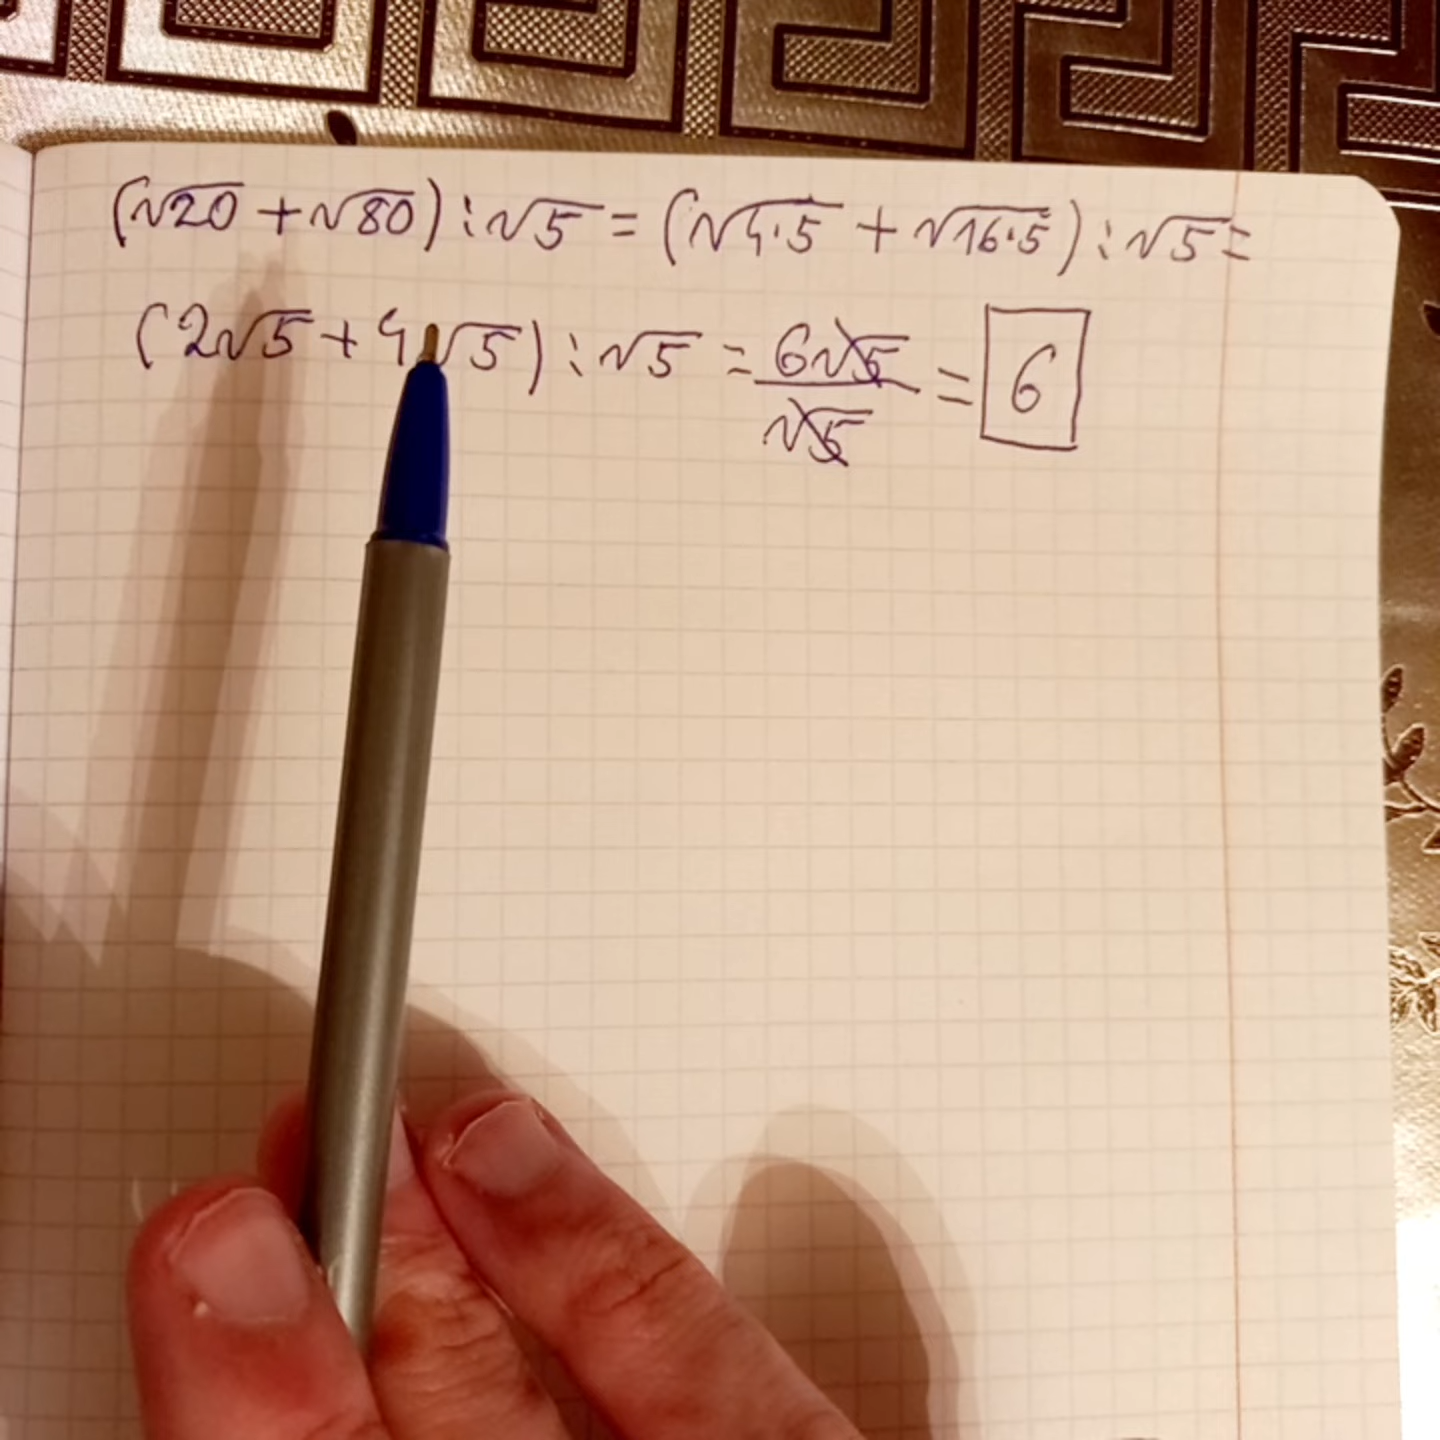 (√20 + √80) : √5 = (√4·5 + √16·5) : √5 =
(2√5 + 4√5) : √5 = 6√5/√5 = 6